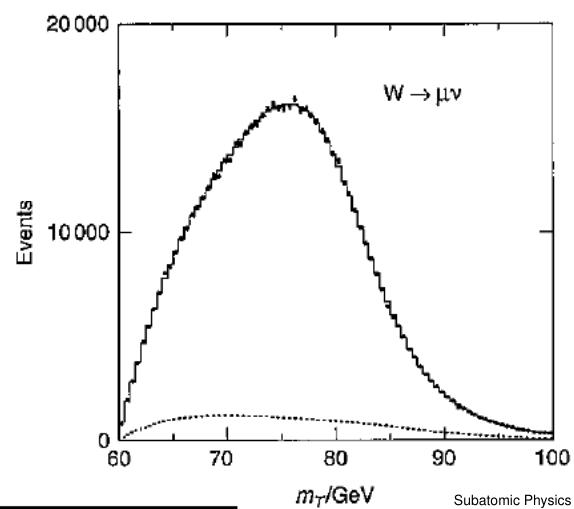 20 000
W → μν
10 000
Events
0
60 70 80 90 100
m_T/GeV
Subatomic Physics